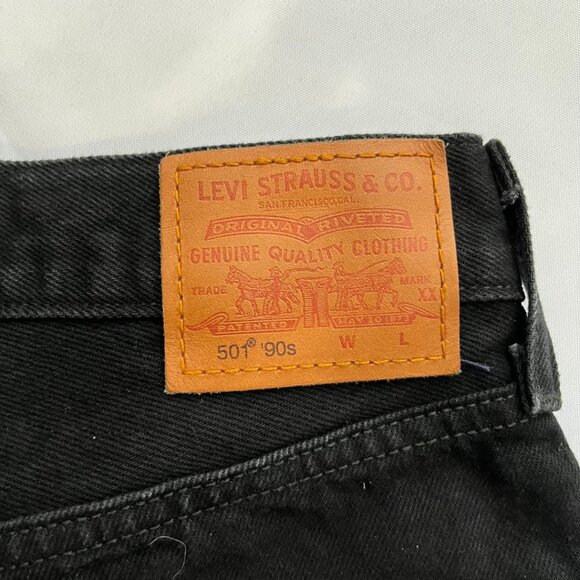 LEVI STRAUSS & CO.
SAN FRANCISCO, CAL.
ORIGINAL RIVETED
GENUINE QUALITY CLOTHING
TRADE MARK
XX
PATENTED MAY 20 1873
501® '90s W L